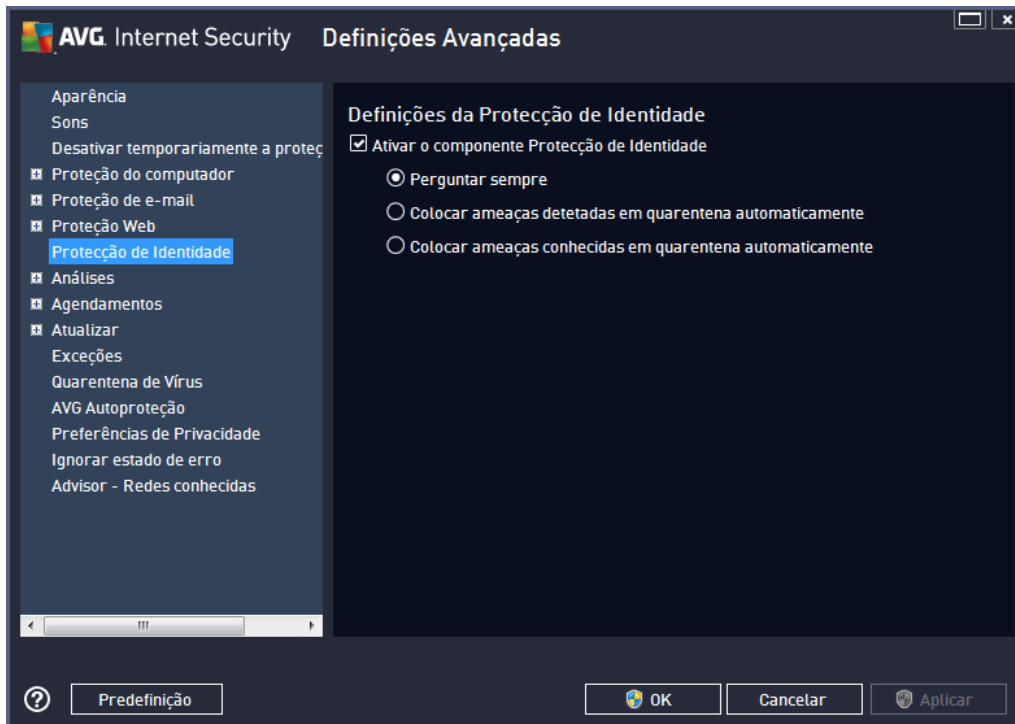 AVG. Internet Security Definições Avançadas
Aparência
Sons
Desativar temporariamente a proteç
Proteção do computador
Proteção de e-mail
Proteção Web
Protecção de Identidade
Análises
Agendamentos
Atualizar
Exceções
Quarentena de Vírus
AVG Autoproteção
Preferências de Privacidade
Ignorar estado de erro
Advisor - Redes conhecidas
Definições da Protecção de Identidade
Ativar o componente Protecção de Identidade
Perguntar sempre
Colocar ameaças detetadas em quarentena automaticamente
Colocar ameaças conhecidas em quarentena automaticamente
Predefinição
OK
Cancelar
Aplicar